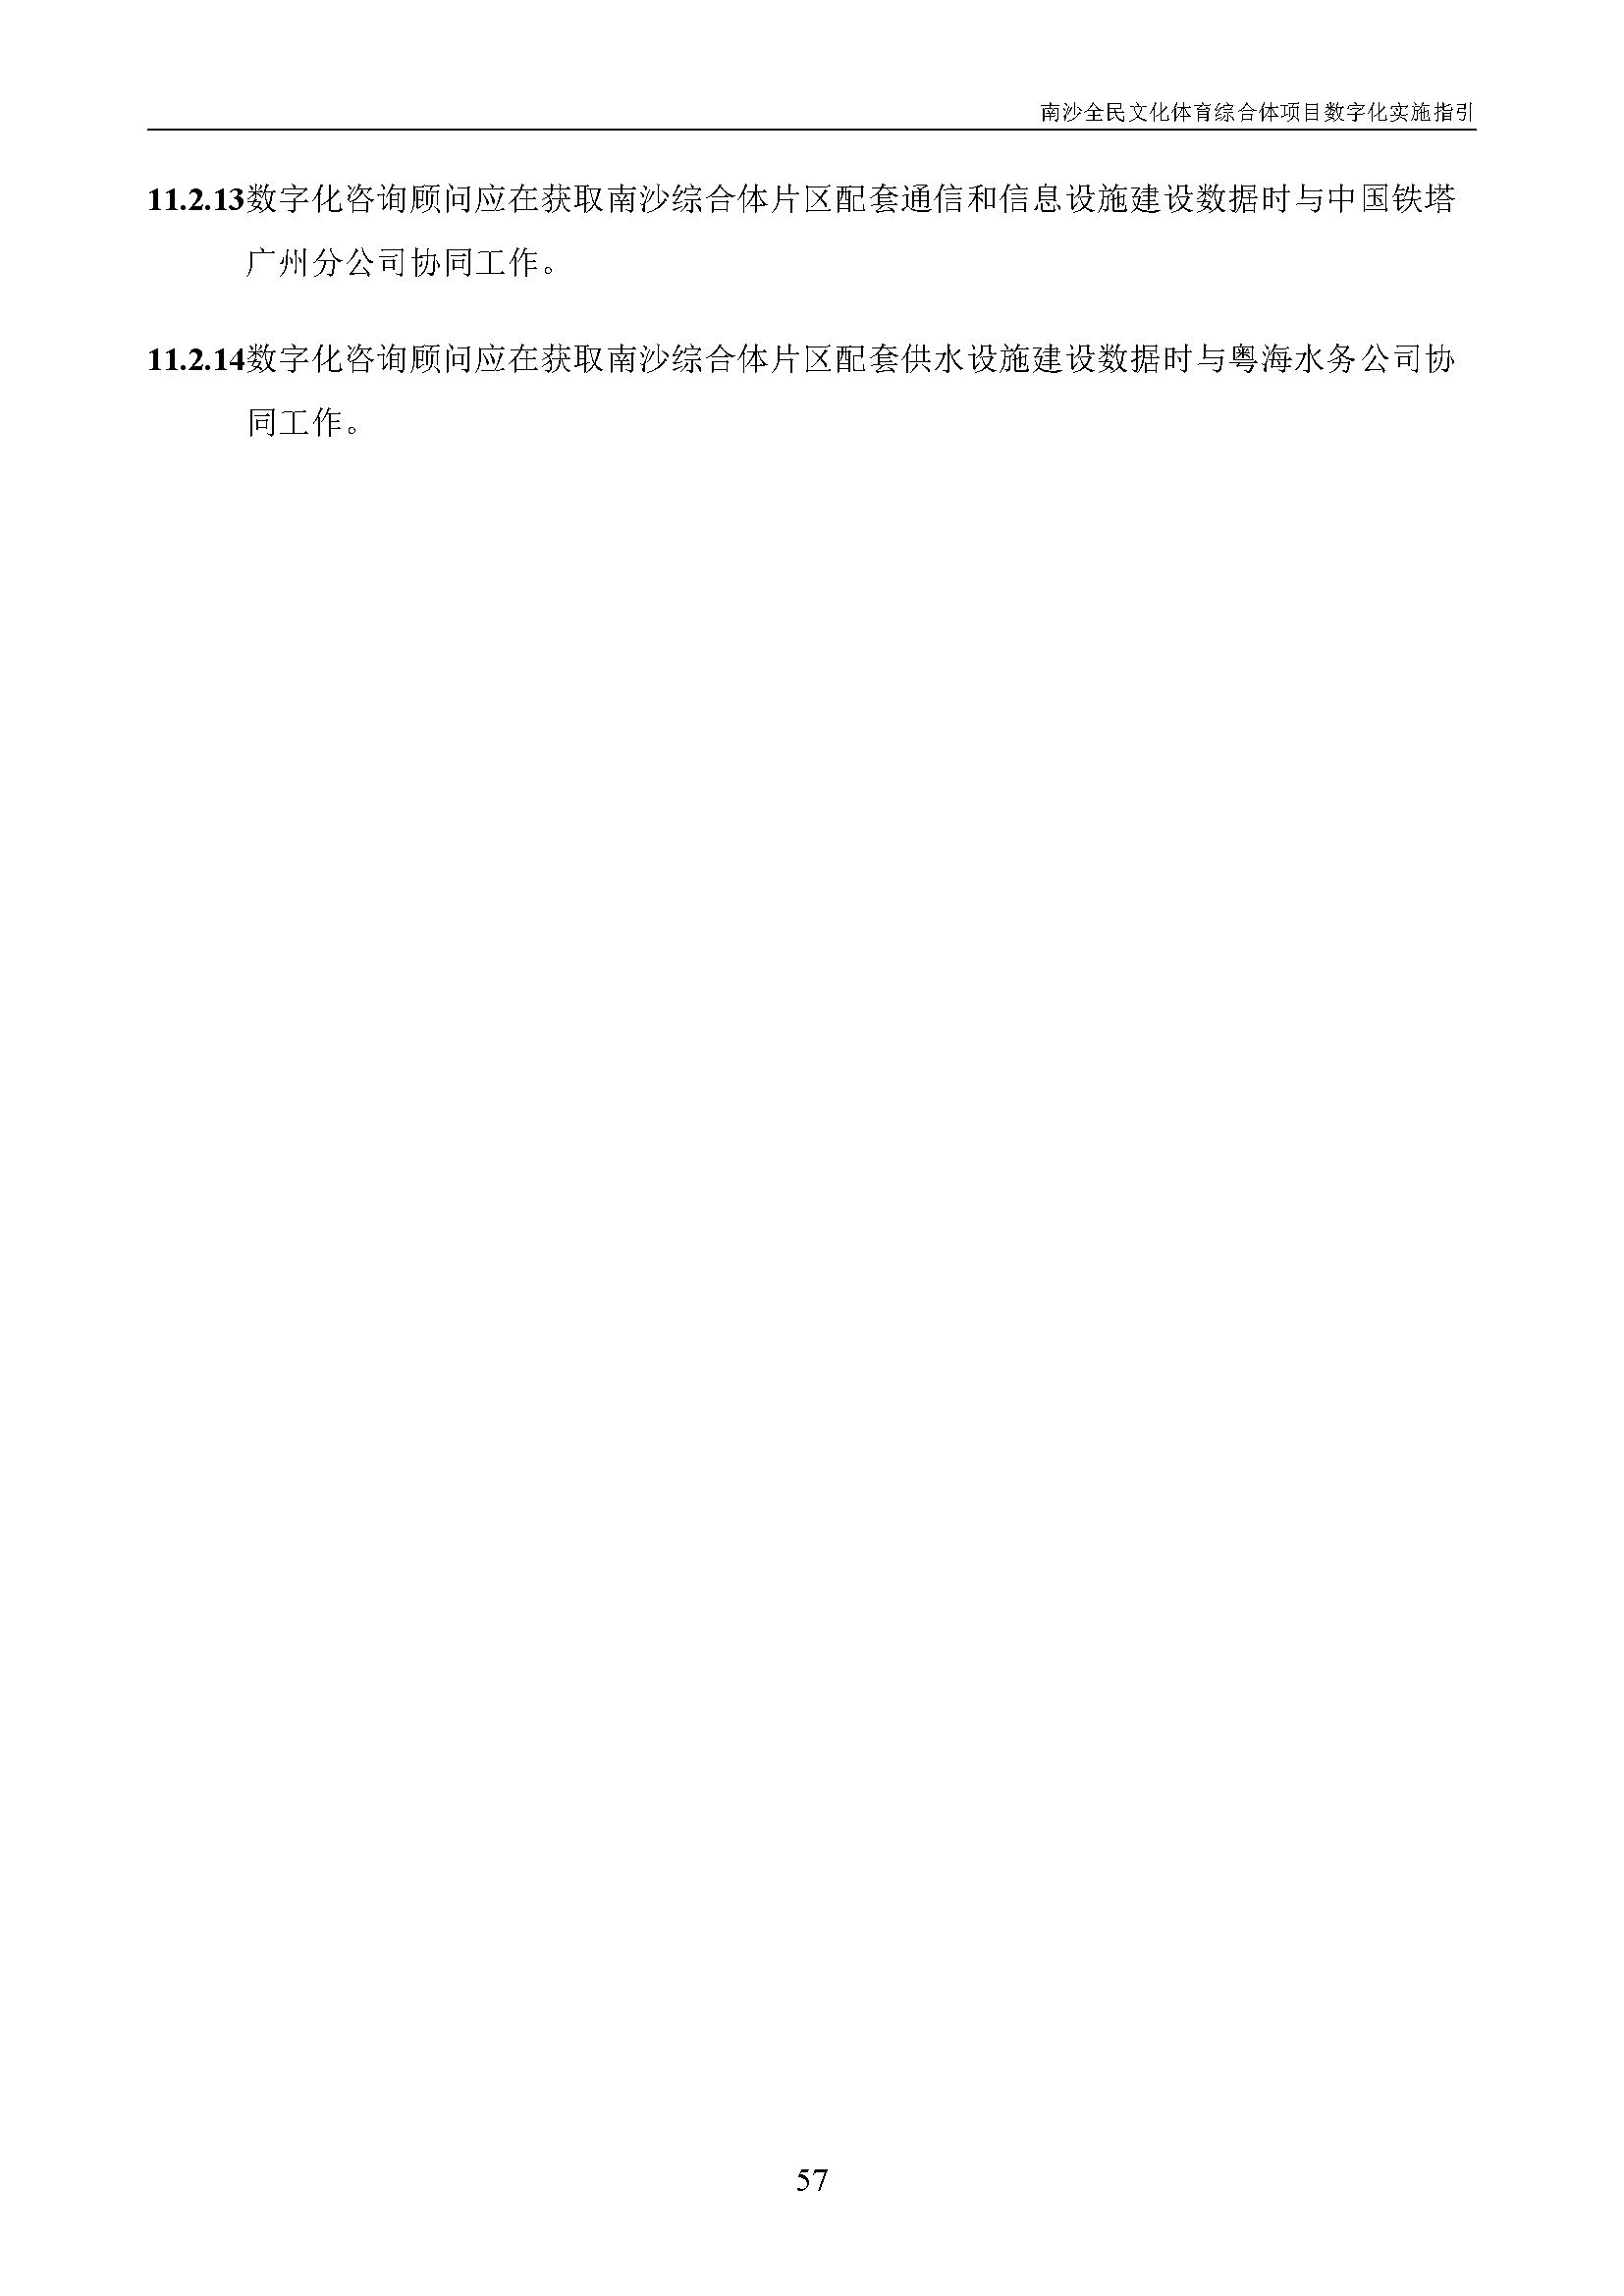 南沙全民文化体育综合体项目数字化实施指引
11.2.13数字化咨询顾问应在获取南沙综合体片区配套通信和信息设施建设数据时与中国铁塔
广州分公司协同工作。
11.2.14数字化咨询顾问应在获取南沙综合体片区配套供水设施建设数据时与粤海水务公司协
同工作。
57